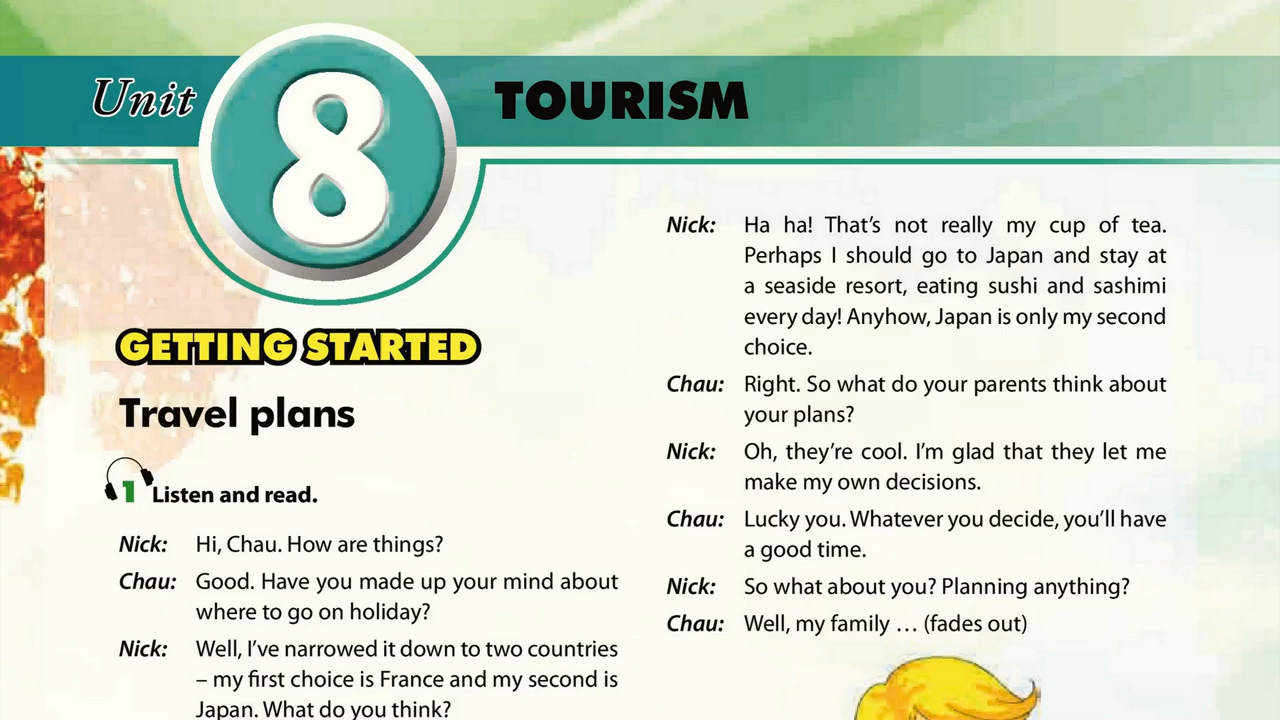 Unit 8 TOURISM
GETTING STARTED
Travel plans
1 Listen and read.
Nick: Hi, Chau. How are things?
Chau: Good. Have you made up your mind about
where to go on holiday?
Nick: Well, I've narrowed it down to two countries
– my first choice is France and my second is
Japan. What do you think?
Nick: Ha ha! That's not really my cup of tea.
Perhaps I should go to Japan and stay at
a seaside resort, eating sushi and sashimi
every day! Anyhow, Japan is only my second
choice.
Chau: Right. So what do your parents think about
your plans?
Nick: Oh, they're cool. I'm glad that they let me
make my own decisions.
Chau: Lucky you. Whatever you decide, you'll have
a good time.
Nick: So what about you? Planning anything?
Chau: Well, my family … (fades out)